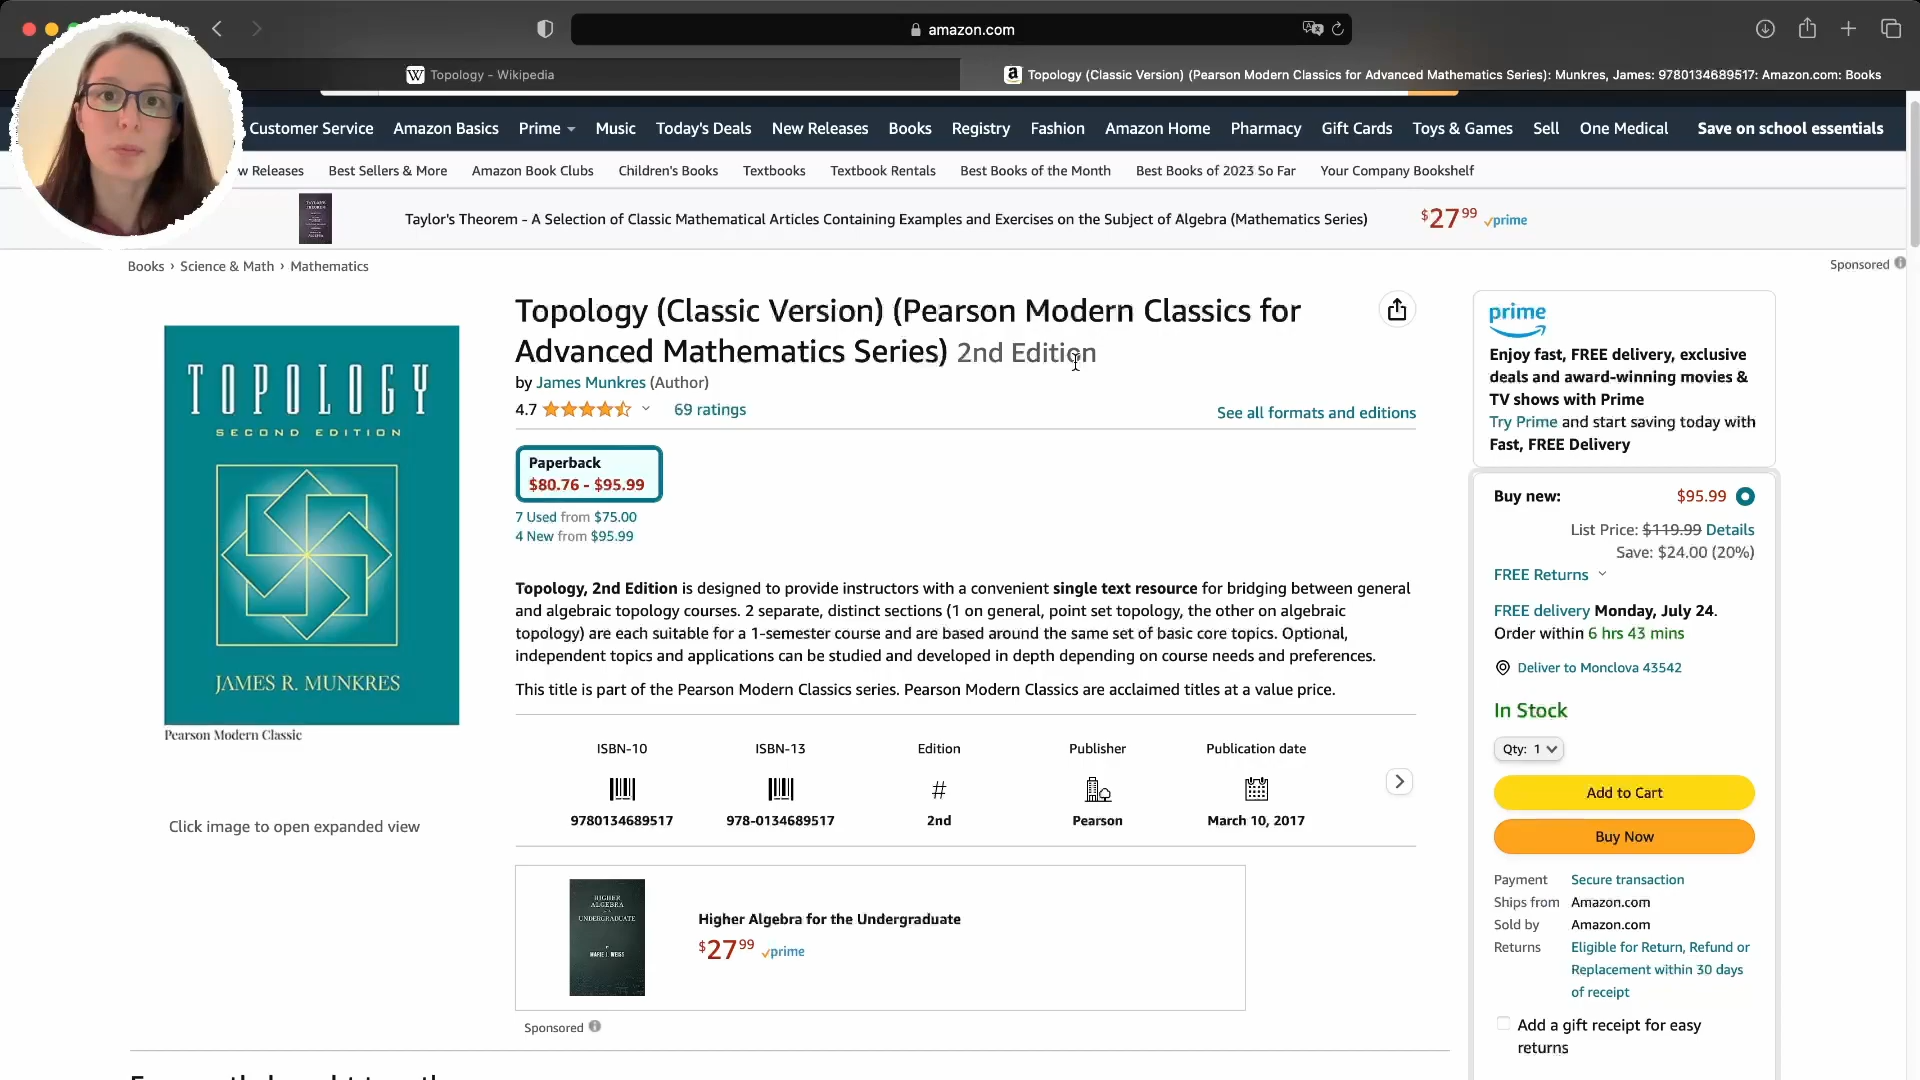 amazon.com
Topology - Wikipedia
Topology (Classic Version) (Pearson Modern Classics for Advanced Mathematics Series): Munkres, James: 9780134689517: Amazon.com: Books
Customer Service Amazon Basics Prime Music Today's Deals New Releases Books Registry Fashion Amazon Home Pharmacy Gift Cards Toys & Games Sell One Medical Save on school essentials
w Releases Best Sellers & More Amazon Book Clubs Children's Books Textbooks Textbook Rentals Best Books of the Month Best Books of 2023 So Far Your Company Bookshelf
Taylor's Theorem - A Selection of Classic Mathematical Articles Containing Examples and Exercises on the Subject of Algebra (Mathematics Series) $27 99 prime
Books › Science & Math › Mathematics
Sponsored
Topology (Classic Version) (Pearson Modern Classics for
Advanced Mathematics Series) 2nd Edition
by James Munkres (Author)
4.7 69 ratings
See all formats and editions
Paperback
$80.76 - $95.99
7 Used from $75.00
4 New from $95.99
TOPOLOGY
SECOND EDITION
JAMES R. MUNKRES
Pearson Modern Classic
Click image to open expanded view
Topology, 2nd Edition is designed to provide instructors with a convenient single text resource for bridging between general
and algebraic topology courses. 2 separate, distinct sections (1 on general, point set topology, the other on algebraic
topology) are each suitable for a 1-semester course and are based around the same set of basic core topics. Optional,
independent topics and applications can be studied and developed in depth depending on course needs and preferences.
This title is part of the Pearson Modern Classics series. Pearson Modern Classics are acclaimed titles at a value price.
ISBN-10 ISBN-13 Edition Publisher Publication date
#
9780134689517 978-0134689517 2nd Pearson March 10, 2017
HIGHER
ALGEBRA
UNDERGRADUATE
MARIE J. WEISS
Higher Algebra for the Undergraduate
$27 99 prime
Sponsored
prime
Enjoy fast, FREE delivery, exclusive
deals and award-winning movies &
TV shows with Prime
Try Prime and start saving today with
Fast, FREE Delivery
Buy new: $95.99
List Price: $119.99 Details
Save: $24.00 (20%)
FREE Returns
FREE delivery Monday, July 24.
Order within 6 hrs 43 mins
Deliver to Monclova 43542
In Stock
Qty: 1
Add to Cart
Buy Now
Payment Secure transaction
Ships from Amazon.com
Sold by Amazon.com
Returns Eligible for Return, Refund or
Replacement within 30 days
of receipt
Add a gift receipt for easy
returns